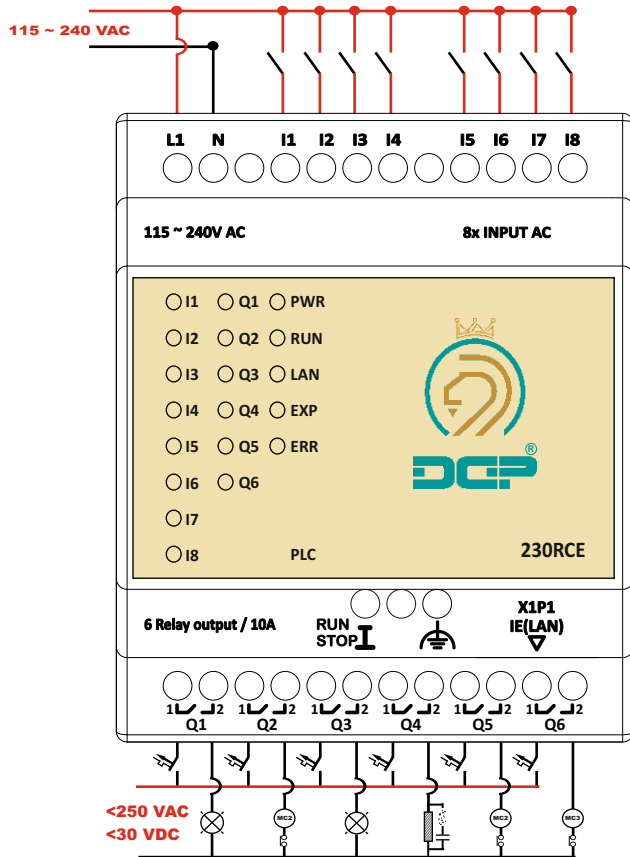 115 ~ 240 VAC
L1 N I1 I2 I3 I4 I5 I6 I7 I8
115 ~ 240V AC 8x INPUT AC
I1 Q1 PWR
I2 Q2 RUN
I3 Q3 LAN
I4 Q4 EXP
I5 Q5 ERR
I6 Q6
I7
I8 PLC
DCP ®
230RCE
6 Relay output / 10A
RUN
STOP
X1P1
IE(LAN)
1 2 1 2 1 2 1 2 1 2 1 2
Q1 Q2 Q3 Q4 Q5 Q6
<250 VAC
<30 VDC
MC2 MC2 MC3